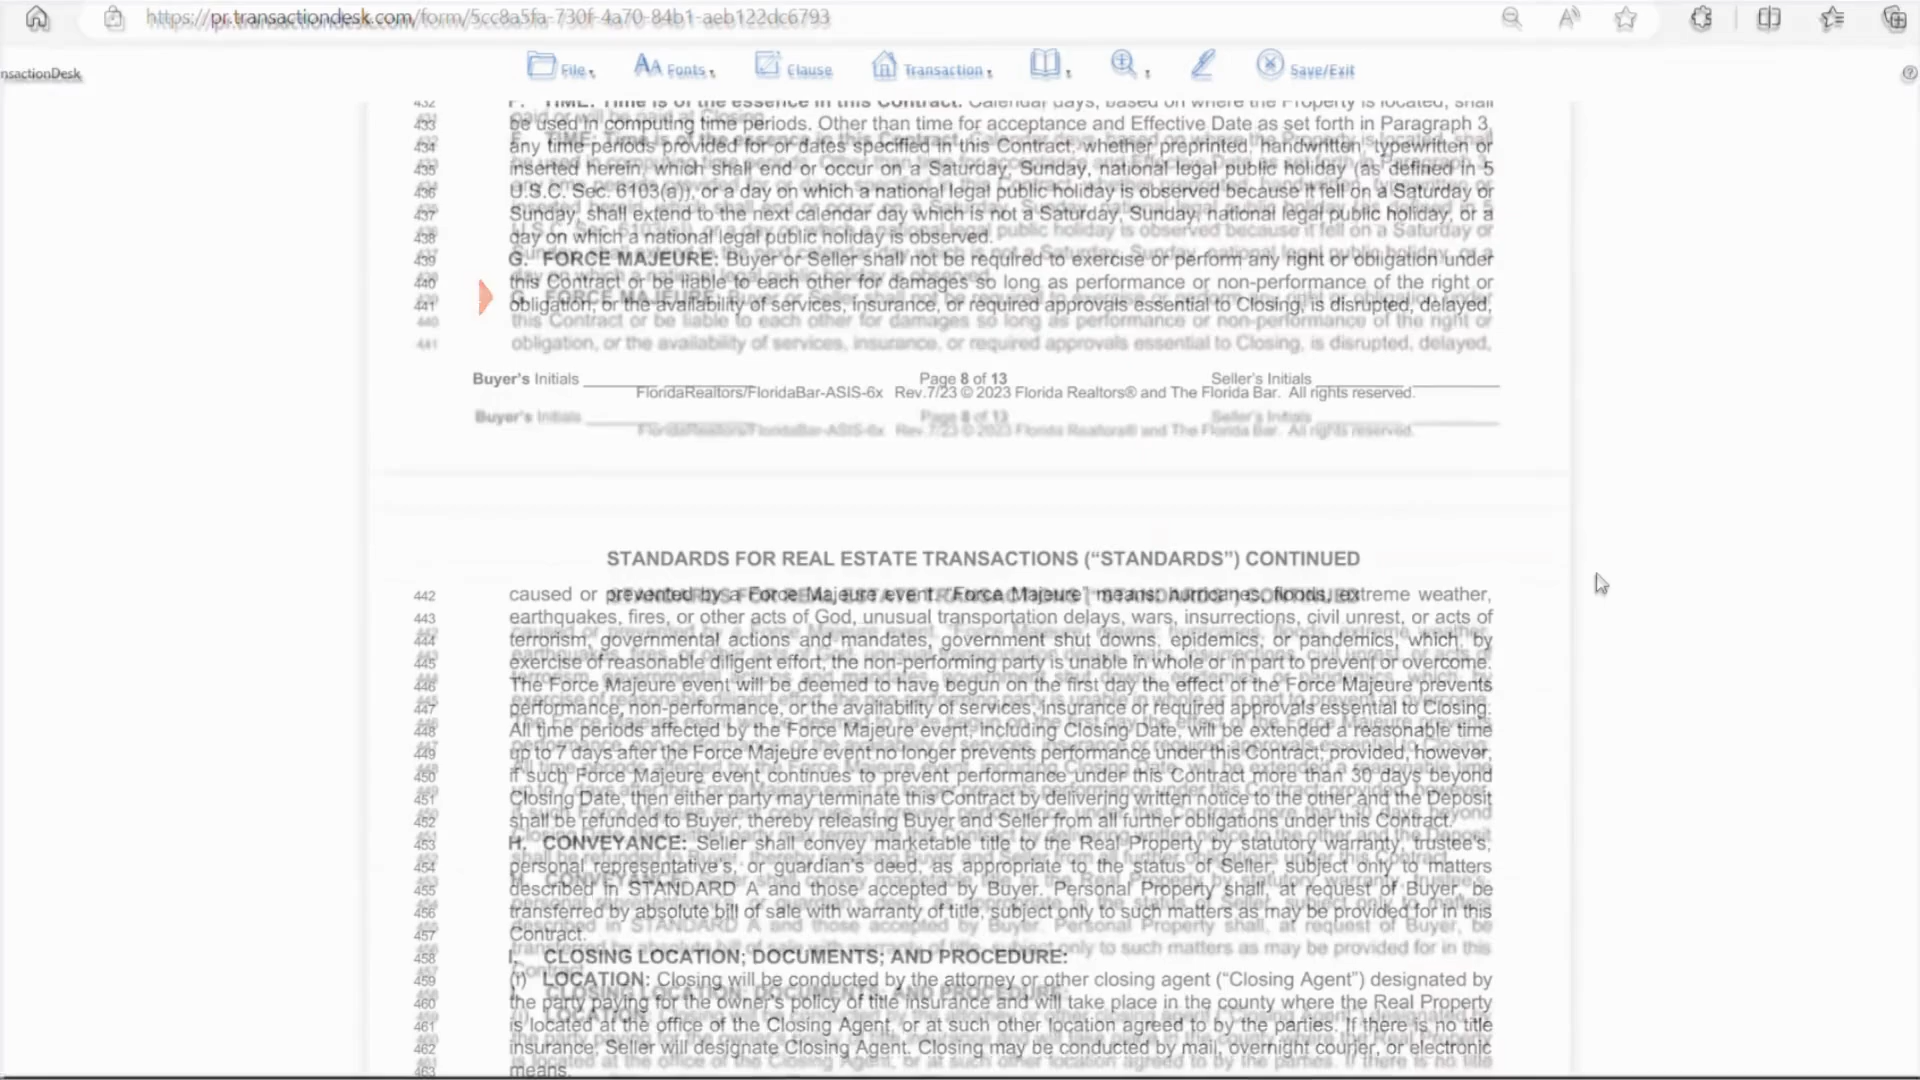 https://pr.transactiondesk.com/form/5cc8a5fa-730f-4a70-84b1-aeb122dc6793
nsactionDesk
File
Fonts
Clause
Transaction
Save/Exit
432 F. TIME: Time is of the essence in this Contract. Calendar days, based on where the Property is located, shall
433 be used in computing time periods. Other than time for acceptance and Effective Date as set forth in Paragraph 3,
434 any time periods provided for or dates specified in this Contract, whether preprinted, handwritten, typewritten or
435 inserted herein, which shall end or occur on a Saturday, Sunday, national legal public holiday (as defined in 5
436 U.S.C. Sec. 6103(a)), or a day on which a national legal public holiday is observed because it fell on a Saturday or
437 Sunday, shall extend to the next calendar day which is not a Saturday, Sunday, national legal public holiday, or a
438 day on which a national legal public holiday is observed.
439 G. FORCE MAJEURE: Buyer or Seller shall not be required to exercise or perform any right or obligation under
440 this Contract or be liable to each other for damages so long as performance or non-performance of the right or
441 obligation, or the availability of services, insurance, or required approvals essential to Closing, is disrupted, delayed,
Buyer's Initials Page 8 of 13 Seller's Initials
FloridaRealtors/FloridaBar-ASIS-6x Rev.7/23 © 2023 Florida Realtors® and The Florida Bar. All rights reserved.
STANDARDS FOR REAL ESTATE TRANSACTIONS (“STANDARDS”) CONTINUED
442 caused or prevented by a Force Majeure event. “Force Majeure” means: hurricanes, floods, extreme weather,
443 earthquakes, fires, or other acts of God, unusual transportation delays, wars, insurrections, civil unrest, or acts of
444 terrorism, governmental actions and mandates, government shut downs, epidemics, or pandemics, which, by
445 exercise of reasonable diligent effort, the non-performing party is unable in whole or in part to prevent or overcome.
446 The Force Majeure event will be deemed to have begun on the first day the effect of the Force Majeure prevents
447 performance, non-performance, or the availability of services, insurance or required approvals essential to Closing.
448 All time periods affected by the Force Majeure event, including Closing Date, will be extended a reasonable time
449 up to 7 days after the Force Majeure event no longer prevents performance under this Contract; provided, however,
450 if such Force Majeure event continues to prevent performance under this Contract more than 30 days beyond
451 Closing Date, then either party may terminate this Contract by delivering written notice to the other and the Deposit
452 shall be refunded to Buyer, thereby releasing Buyer and Seller from all further obligations under this Contract.
453 H. CONVEYANCE: Seller shall convey marketable title to the Real Property by statutory warranty, trustee's,
454 personal representative's, or guardian's deed, as appropriate to the status of Seller, subject only to matters
455 described in STANDARD A and those accepted by Buyer. Personal Property shall, at request of Buyer, be
456 transferred by absolute bill of sale with warranty of title, subject only to such matters as may be provided for in this
457 Contract.
458 I. CLOSING LOCATION; DOCUMENTS; AND PROCEDURE:
459 (i) LOCATION: Closing will be conducted by the attorney or other closing agent (“Closing Agent”) designated by
460 the party paying for the owner's policy of title insurance and will take place in the county where the Real Property
461 is located at the office of the Closing Agent, or at such other location agreed to by the parties. If there is no title
462 insurance, Seller will designate Closing Agent. Closing may be conducted by mail, overnight courier, or electronic
463 means.